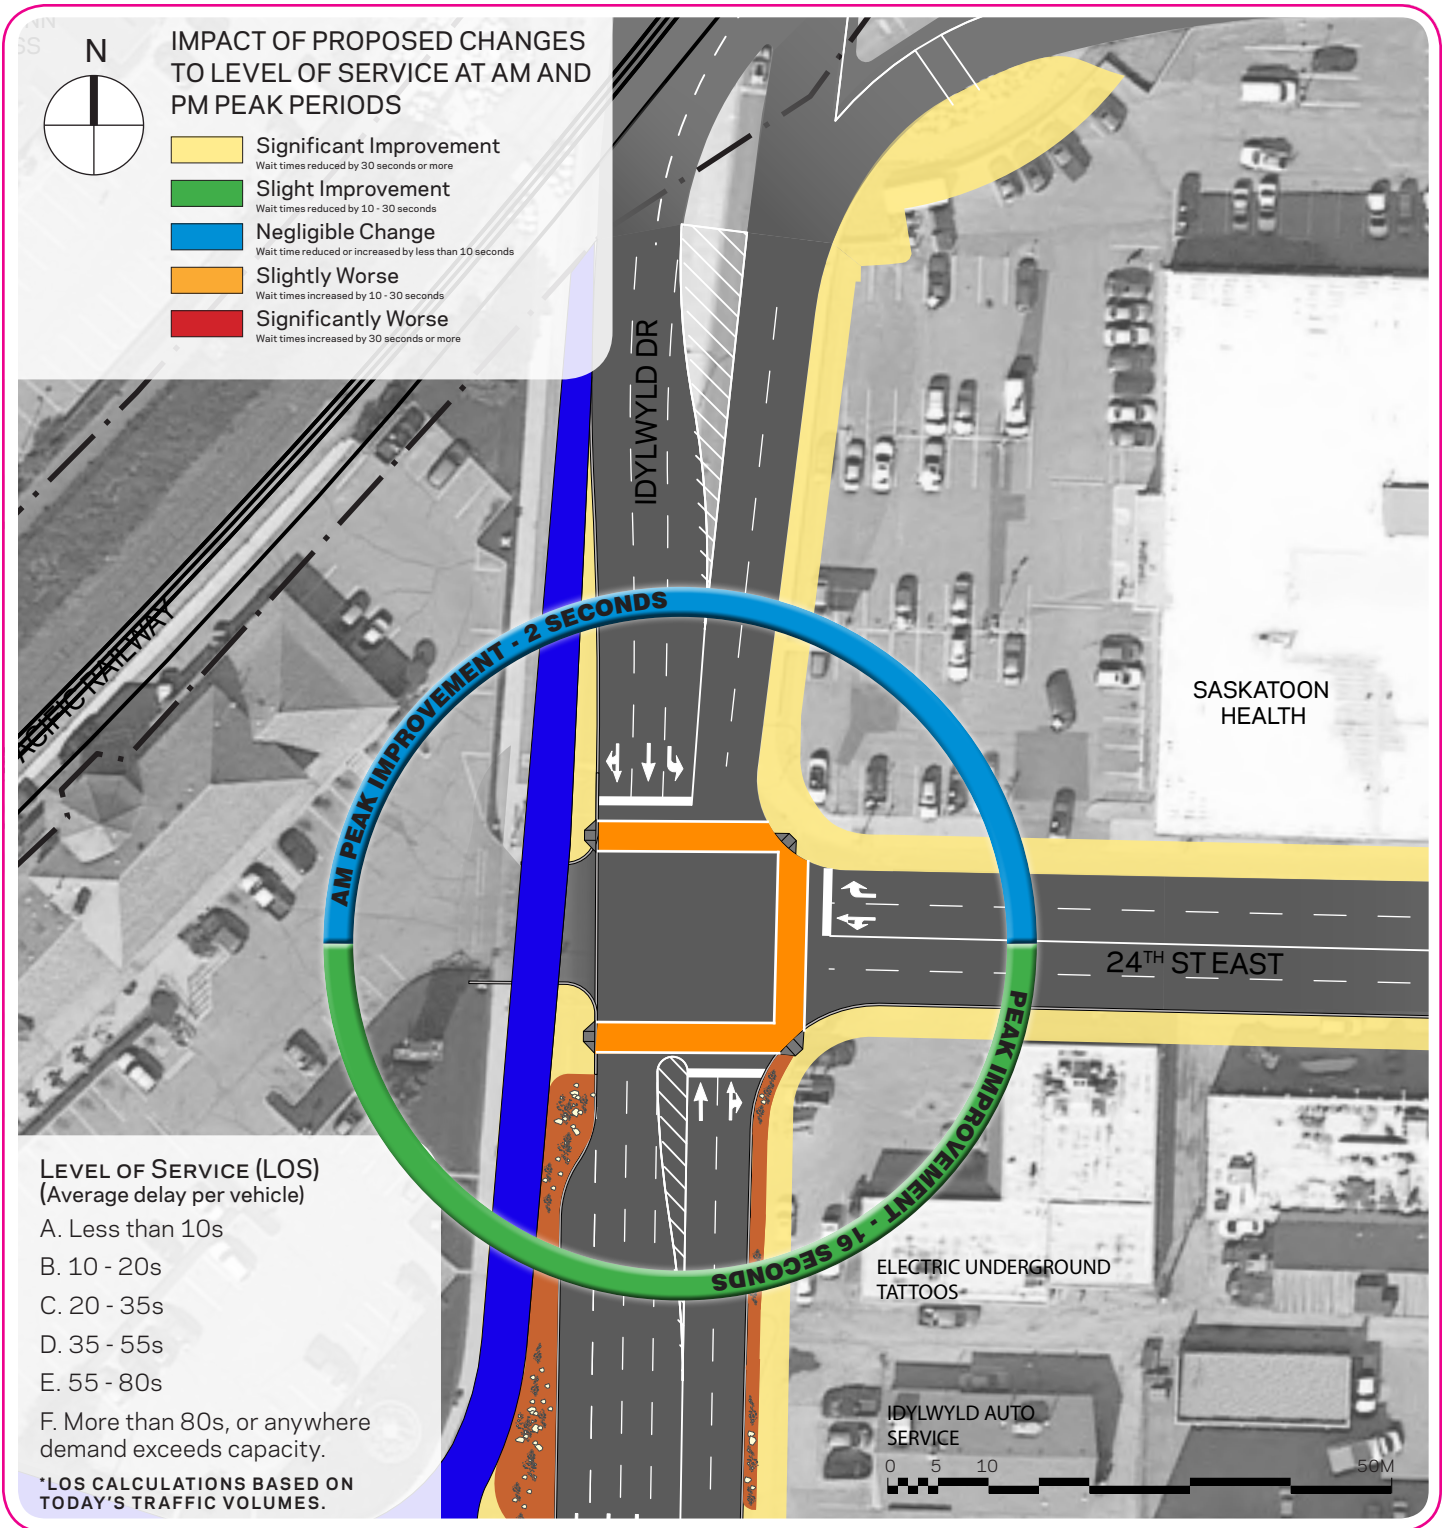 N
IMPACT OF PROPOSED CHANGES
TO LEVEL OF SERVICE AT AM AND
PM PEAK PERIODS
Significant Improvement
Wait times reduced by 30 seconds or more
Slight Improvement
Wait times reduced by 10 - 30 seconds
Negligible Change
Wait time reduced or increased by less than 10 seconds
Slightly Worse
Wait times increased by 10 - 30 seconds
Significantly Worse
Wait times increased by 30 seconds or more
IDYLWYLD DR
ACIFIC RAILWAY
AM PEAK IMPROVEMENT - 2 SECONDS
SASKATOON
HEALTH
24TH ST EAST
PEAK IMPROVEMENT - 16 SECONDS
LEVEL OF SERVICE (LOS)
(Average delay per vehicle)
A. Less than 10s
B. 10 - 20s
C. 20 - 35s
D. 35 - 55s
E. 55 - 80s
F. More than 80s, or anywhere
demand exceeds capacity.
*LOS CALCULATIONS BASED ON
TODAY'S TRAFFIC VOLUMES.
ELECTRIC UNDERGROUND
TATTOOS
IDYLWYLD AUTO
SERVICE
0 5 10 50M